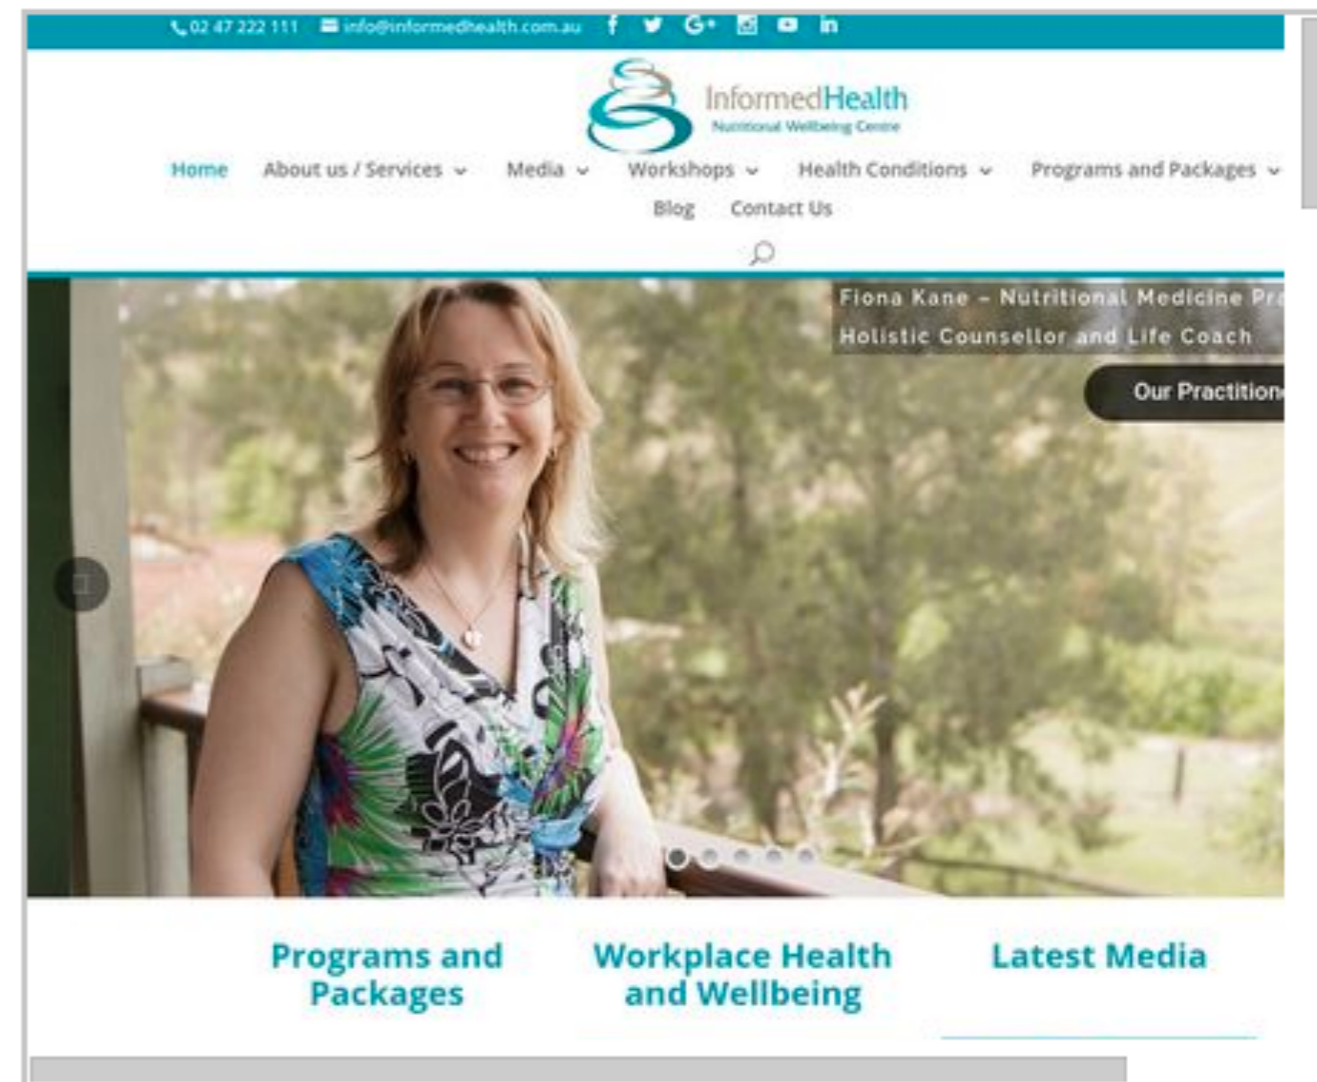 02 47 222 111 info@informedhealth.com.au
InformedHealth
Nutritional Wellbeing Centre
Home About us / Services Media Workshops Health Conditions Programs and Packages
Blog Contact Us
Fiona Kane – Nutritional Medicine Pra
Holistic Counsellor and Life Coach
Our Practition
Programs and Packages
Workplace Health and Wellbeing
Latest Media